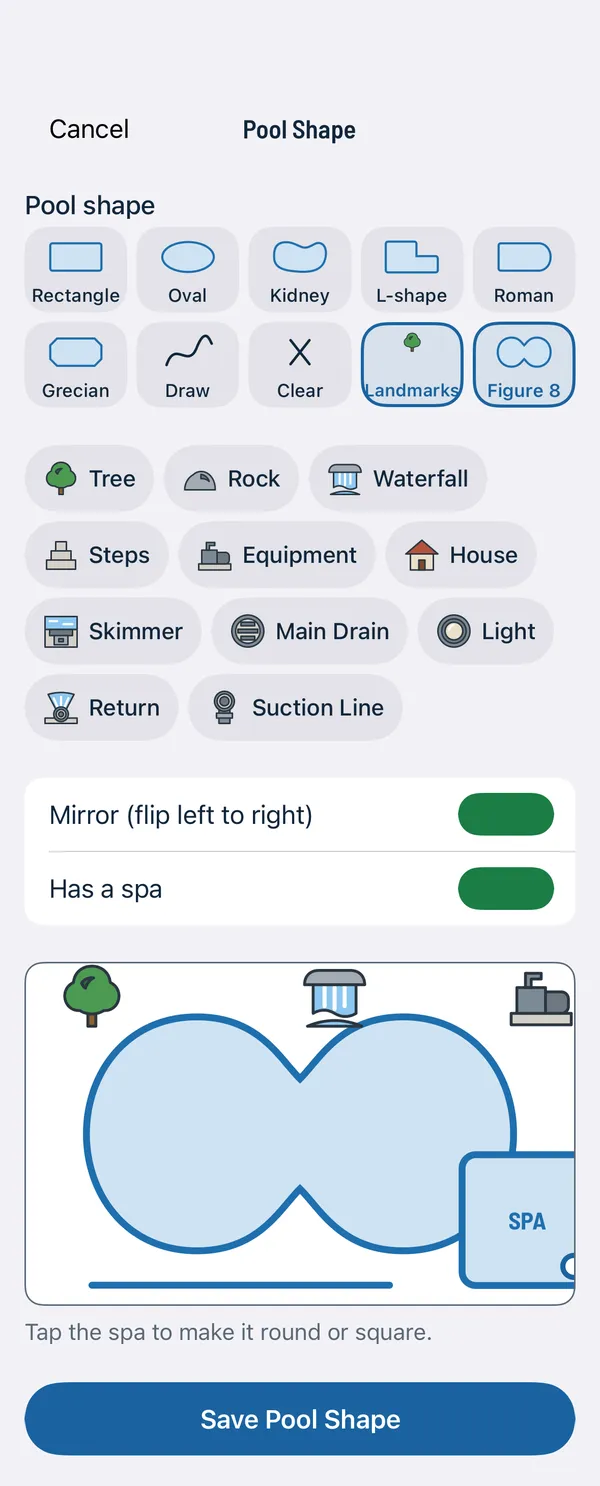 Cancel
Pool Shape
Pool shape
Rectangle
Oval
Kidney
L-shape
Roman
Grecian
Draw
Clear
Landmarks
Figure 8
Tree
Rock
Waterfall
Steps
Equipment
House
Skimmer
Main Drain
Light
Return
Suction Line
Mirror (flip left to right)
Has a spa
SPA
Tap the spa to make it round or square.
Save Pool Shape